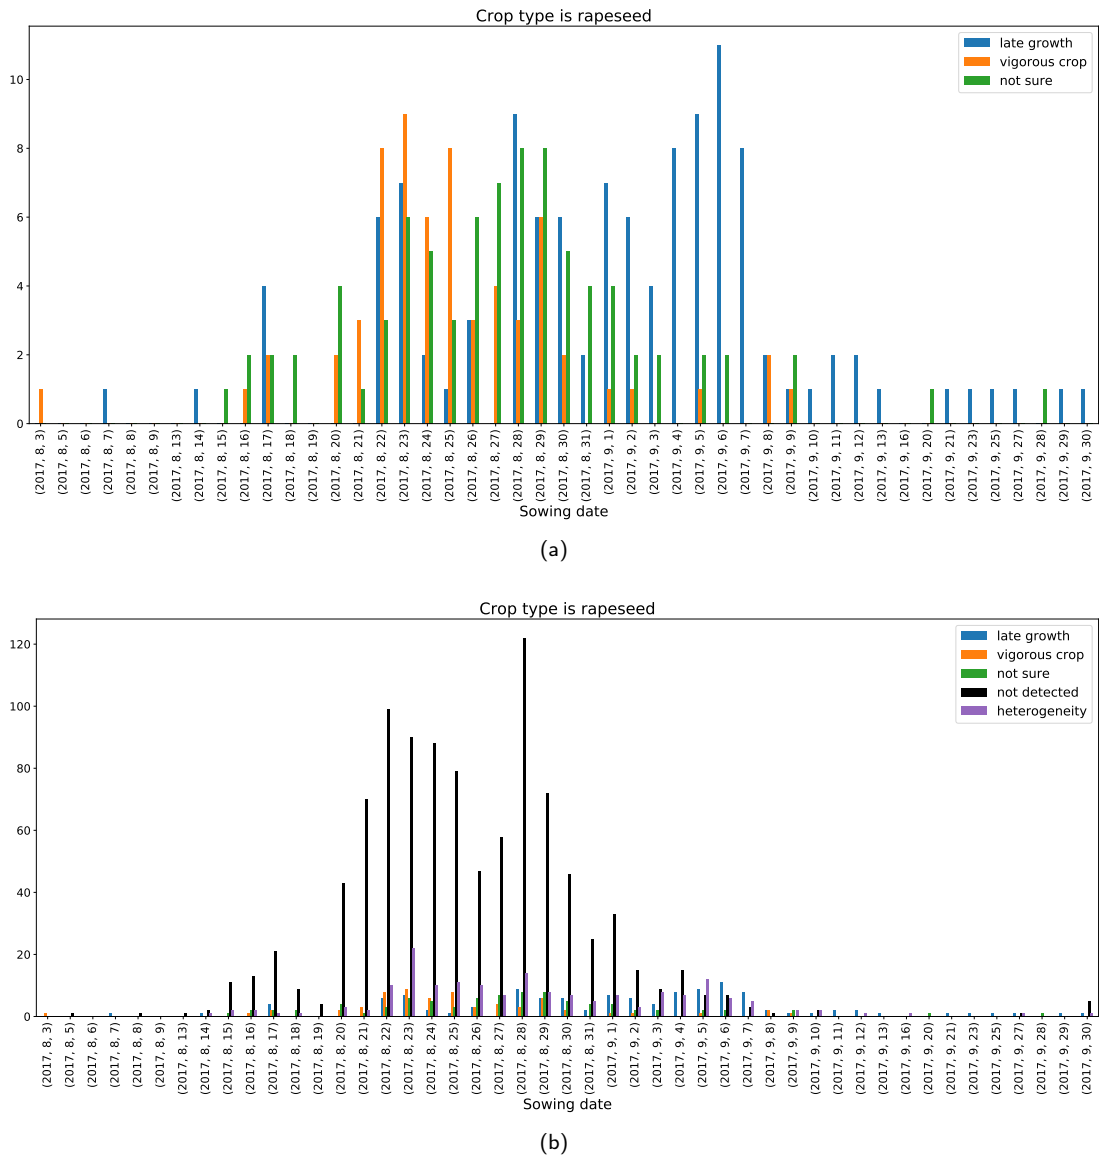 Crop type is rapeseed
late growth
vigorous crop
not sure
10
8
6
4
2
0
(2017, 8, 3)
(2017, 8, 5)
(2017, 8, 6)
(2017, 8, 7)
(2017, 8, 8)
(2017, 8, 9)
(2017, 8, 13)
(2017, 8, 14)
(2017, 8, 15)
(2017, 8, 16)
(2017, 8, 17)
(2017, 8, 18)
(2017, 8, 19)
(2017, 8, 20)
(2017, 8, 21)
(2017, 8, 22)
(2017, 8, 23)
(2017, 8, 24)
(2017, 8, 25)
(2017, 8, 26)
(2017, 8, 27)
(2017, 8, 28)
(2017, 8, 29)
(2017, 8, 30)
(2017, 8, 31)
(2017, 9, 1)
(2017, 9, 2)
(2017, 9, 3)
(2017, 9, 4)
(2017, 9, 5)
(2017, 9, 6)
(2017, 9, 7)
(2017, 9, 8)
(2017, 9, 9)
(2017, 9, 10)
(2017, 9, 11)
(2017, 9, 12)
(2017, 9, 13)
(2017, 9, 16)
(2017, 9, 20)
(2017, 9, 21)
(2017, 9, 23)
(2017, 9, 25)
(2017, 9, 27)
(2017, 9, 28)
(2017, 9, 29)
(2017, 9, 30)
Sowing date
(a)
Crop type is rapeseed
late growth
vigorous crop
not sure
not detected
heterogeneity
120
100
80
60
40
20
0
(2017, 8, 3)
(2017, 8, 5)
(2017, 8, 6)
(2017, 8, 7)
(2017, 8, 8)
(2017, 8, 9)
(2017, 8, 13)
(2017, 8, 14)
(2017, 8, 15)
(2017, 8, 16)
(2017, 8, 17)
(2017, 8, 18)
(2017, 8, 19)
(2017, 8, 20)
(2017, 8, 21)
(2017, 8, 22)
(2017, 8, 23)
(2017, 8, 24)
(2017, 8, 25)
(2017, 8, 26)
(2017, 8, 27)
(2017, 8, 28)
(2017, 8, 29)
(2017, 8, 30)
(2017, 8, 31)
(2017, 9, 1)
(2017, 9, 2)
(2017, 9, 3)
(2017, 9, 4)
(2017, 9, 5)
(2017, 9, 6)
(2017, 9, 7)
(2017, 9, 8)
(2017, 9, 9)
(2017, 9, 10)
(2017, 9, 11)
(2017, 9, 12)
(2017, 9, 13)
(2017, 9, 16)
(2017, 9, 20)
(2017, 9, 21)
(2017, 9, 23)
(2017, 9, 25)
(2017, 9, 27)
(2017, 9, 28)
(2017, 9, 29)
(2017, 9, 30)
Sowing date
(b)